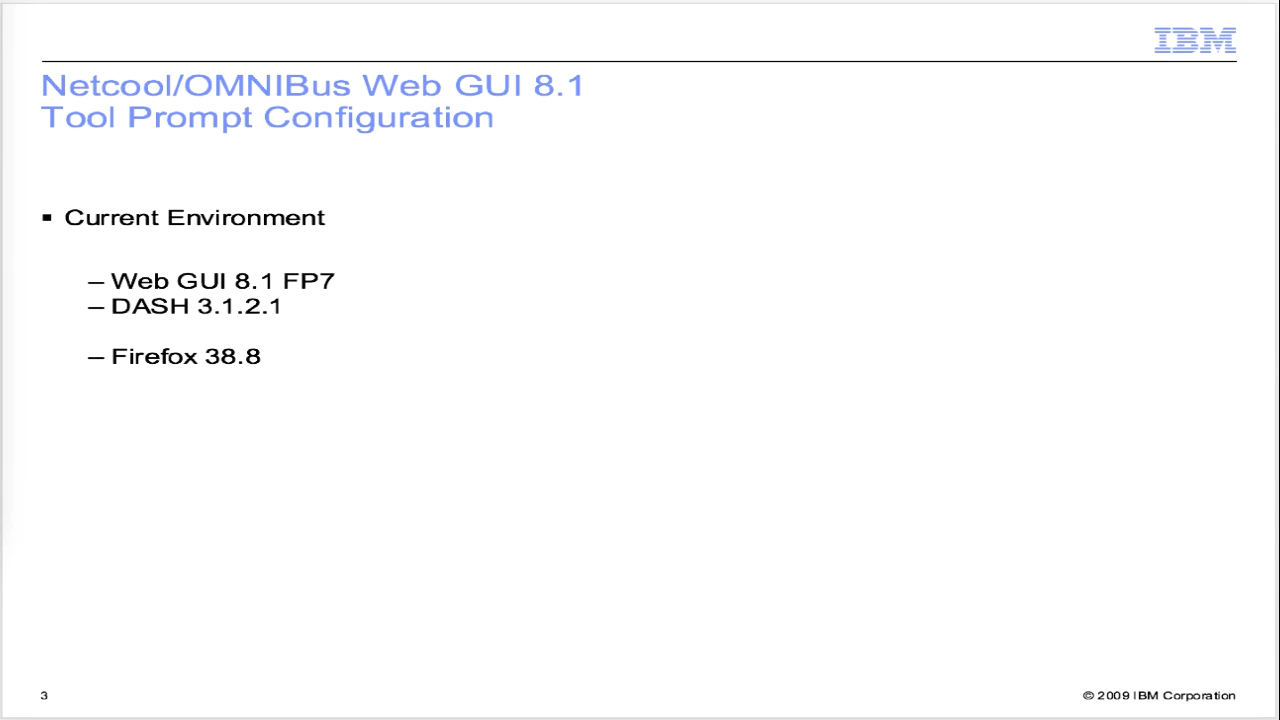 IBM
Netcool/OMNIBus Web GUI 8.1
Tool Prompt Configuration
▪ Current Environment
– Web GUI 8.1 FP7
– DASH 3.1.2.1
– Firefox 38.8
3
© 2009 IBM Corporation